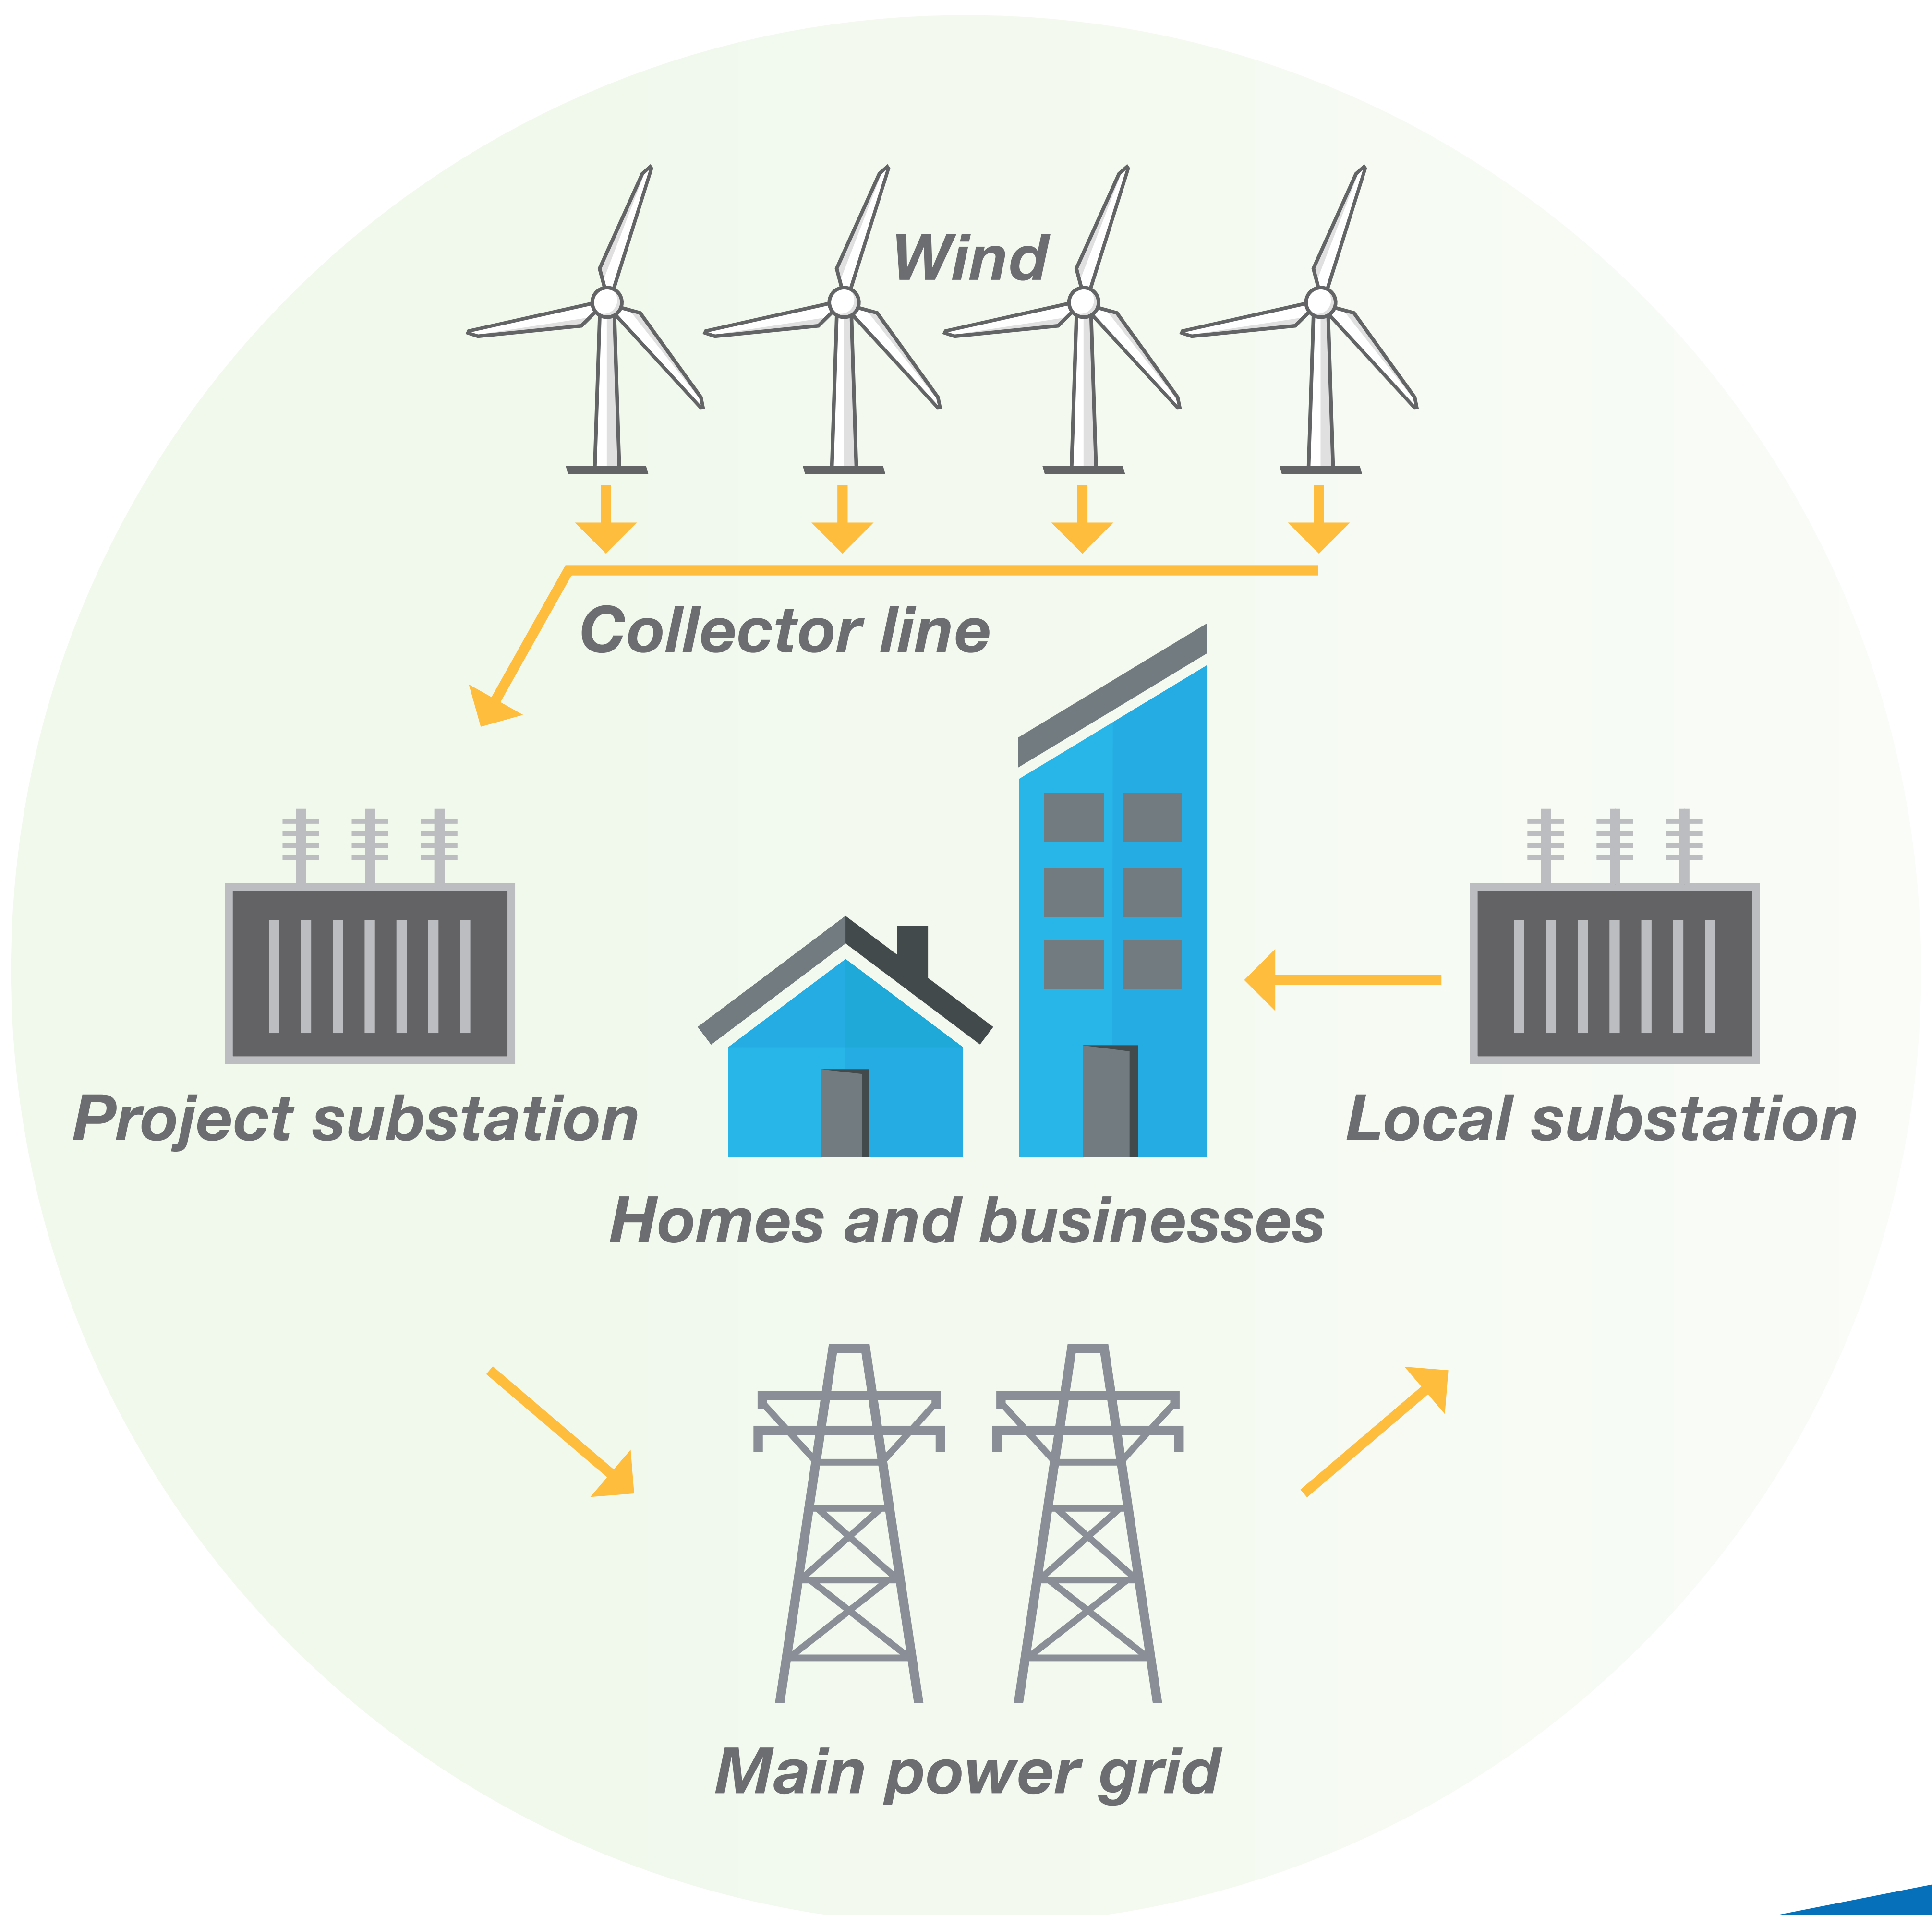 Wind
Collector line
Project substation
Local substation
Homes and businesses
Main power grid